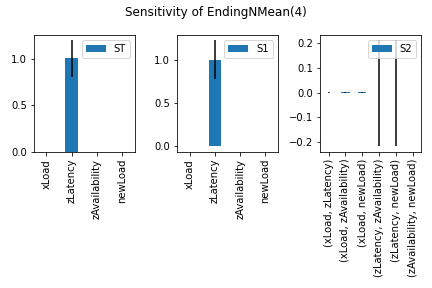 Sensitivity of EndingNMean(4)
ST
1.0
0.5
0.0
xLoad
zLatency
zAvailability
newLoad
S1
1.0
0.5
0.0
xLoad
zLatency
zAvailability
newLoad
S2
0.2
0.1
0.0
−0.1
−0.2
(xLoad, zLatency)
(xLoad, zAvailability)
(xLoad, newLoad)
(zLatency, zAvailability)
(zLatency, newLoad)
(zAvailability, newLoad)